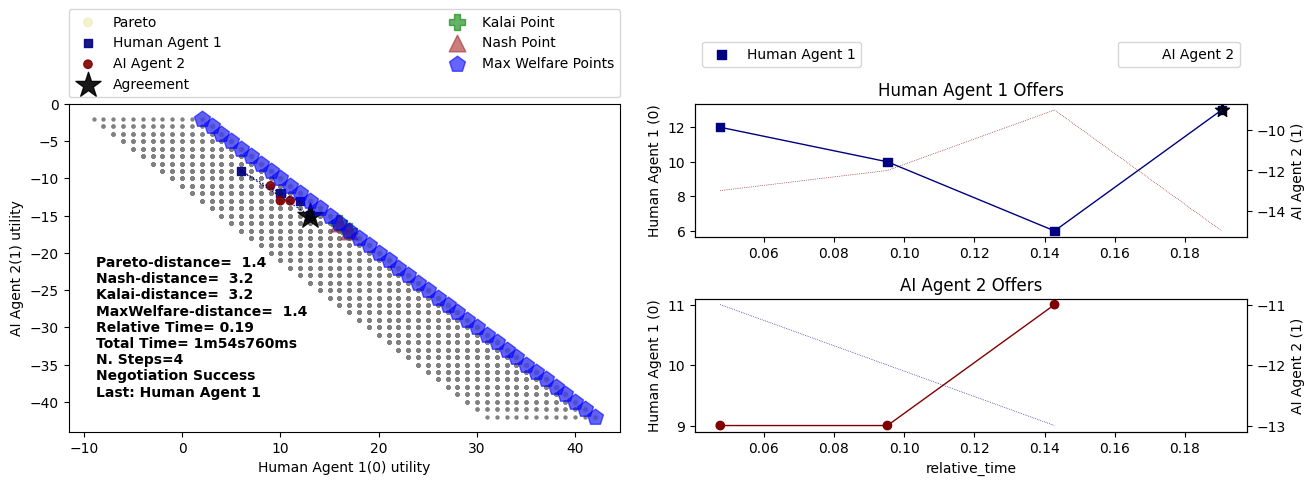 Pareto
Human Agent 1
AI Agent 2
Agreement
Kalai Point
Nash Point
Max Welfare Points
0
−5
−10
−15
−20
−25
−30
−35
−40
AI Agent 2(1) utility
Pareto-distance= 1.4
Nash-distance= 3.2
Kalai-distance= 3.2
MaxWelfare-distance= 1.4
Relative Time= 0.19
Total Time= 1m54s760ms
N. Steps=4
Negotiation Success
Last: Human Agent 1
−10 0 10 20 30 40
Human Agent 1(0) utility
Human Agent 1
AI Agent 2
Human Agent 1 Offers
Human Agent 1 (0)
12
10
8
6
−10
−12
−14
AI Agent 2 (1)
0.06 0.08 0.10 0.12 0.14 0.16 0.18
AI Agent 2 Offers
Human Agent 1 (0)
11
10
9
−11
−12
−13
AI Agent 2 (1)
0.06 0.08 0.10 0.12 0.14 0.16 0.18
relative_time